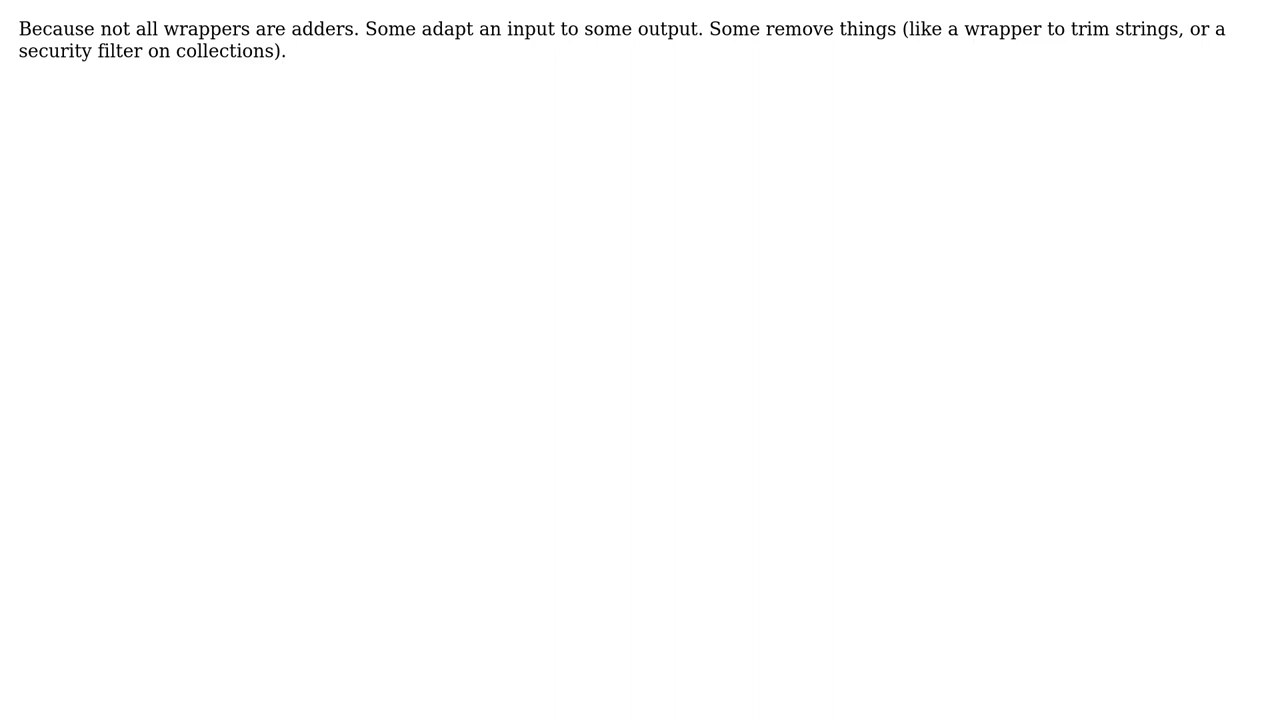 Because not all wrappers are adders. Some adapt an input to some output. Some remove things (like a wrapper to trim strings, or a
security filter on collections).